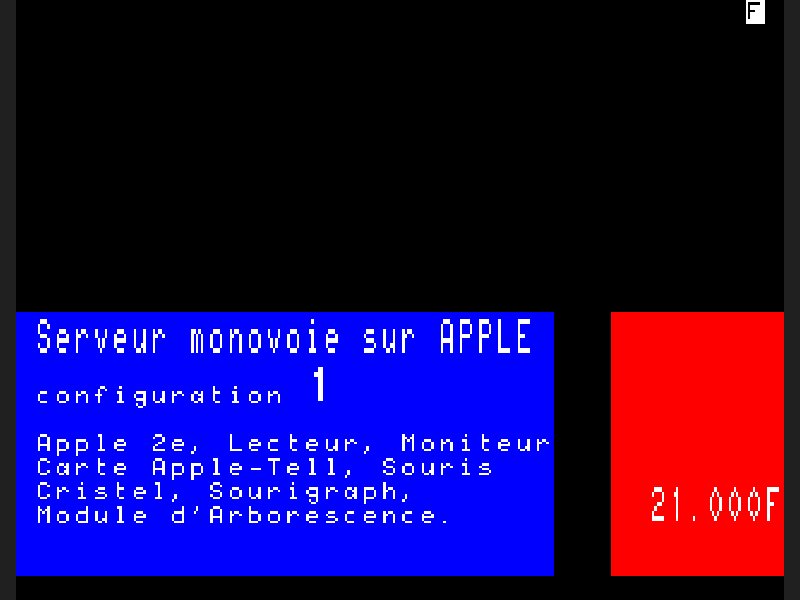 F
Serveur monovoie sur APPLE
configuration 1
Apple 2e, Lecteur, Moniteur
Carte Apple-Tell, Souris
Cristel, Sourigraph,
Module d'Arborescence.
21.000F